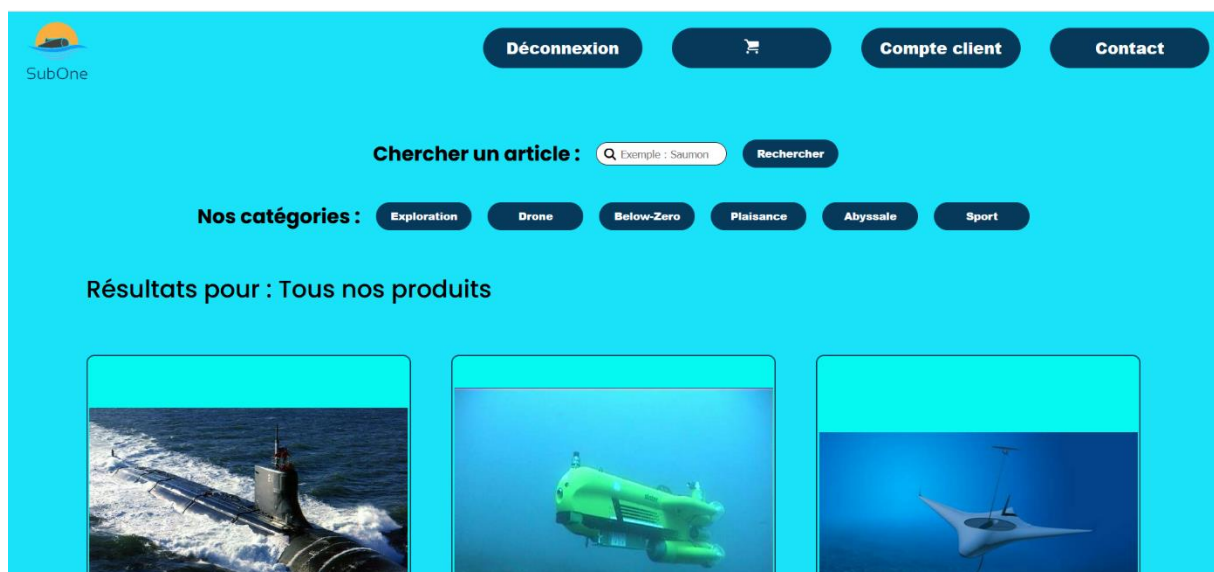 Déconnexion
Compte client
Contact
SubOne
Chercher un article :
Exemple : Saumon
Rechercher
Nos catégories :
Exploration
Drone
Below-Zero
Plaisance
Abyssale
Sport
Résultats pour : Tous nos produits